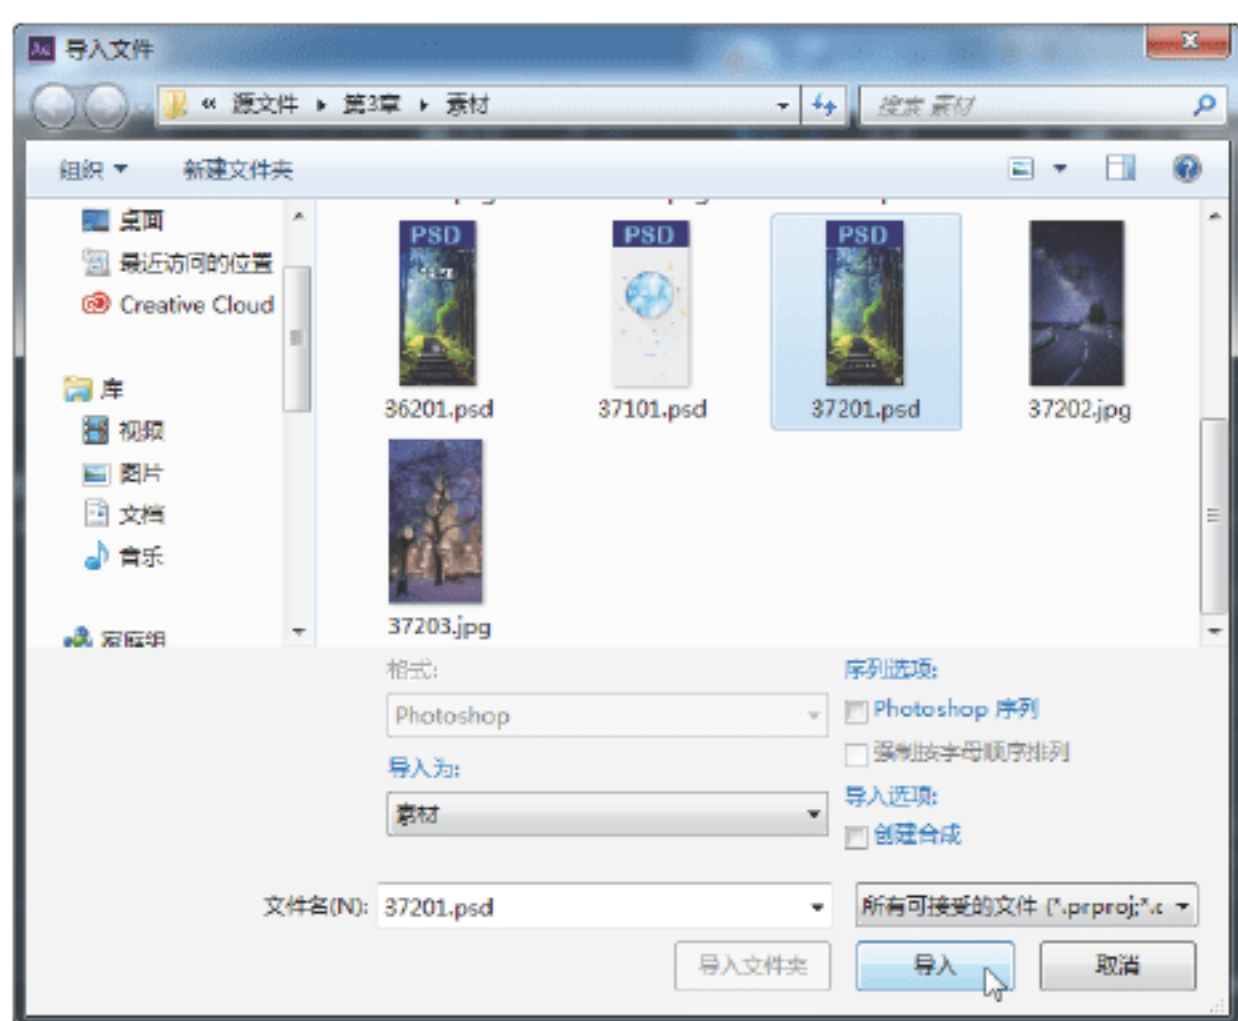 Ae 导入文件
« 源文件 ▸ 第3章 ▸ 素材
搜索 素材
组织 新建文件夹
桌面
最近访问的位置
Creative Cloud
库
视频
图片
文档
音乐
家庭组
PSD PSD PSD
36201.psd 37101.psd 37201.psd 37202.jpg
37203.jpg
格式:
Photoshop
导入为:
素材
序列选项:
Photoshop 序列
强制按字母顺序排列
导入选项:
创建合成
文件名(N): 37201.psd
所有可接受的文件 (*.prproj;*.c
导入文件夹 导入 取消